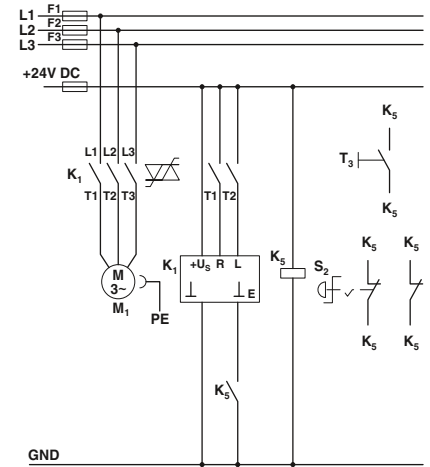 L1 F1
L2 F2
L3 F3
+24V DC
K5
L1 L2 L3
T3
K1
T1 T2 T3
T1 T2
K5
K5 K5
K1 +US R L
K5
S2
M
3~
E
M1
PE
K5 K5
K5
GND